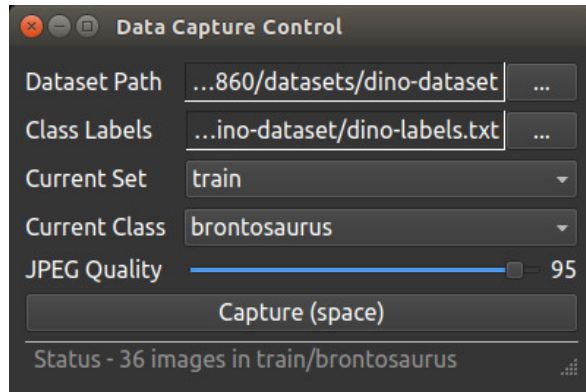 Data Capture Control
Dataset Path ...860/datasets/dino-dataset ...
Class Labels ...ino-dataset/dino-labels.txt ...
Current Set train
Current Class brontosaurus
JPEG Quality 95
Capture (space)
Status - 36 images in train/brontosaurus